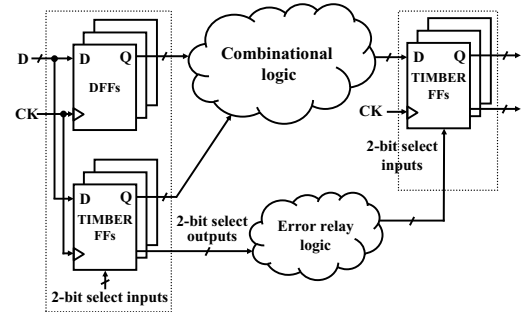 D
D
Q
DFFs
CK
Combinational
logic
D
Q
TIMBER
FFs
CK
2-bit select
inputs
D
Q
TIMBER
FFs
2-bit select
outputs
Error relay
logic
2-bit select inputs